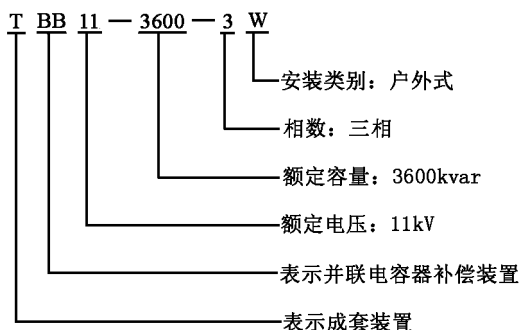 T BB 11 — 3600 — 3 W
安装类别: 户外式
相数: 三相
额定容量: 3600kvar
额定电压: 11kV
表示并联电容器补偿装置
表示成套装置